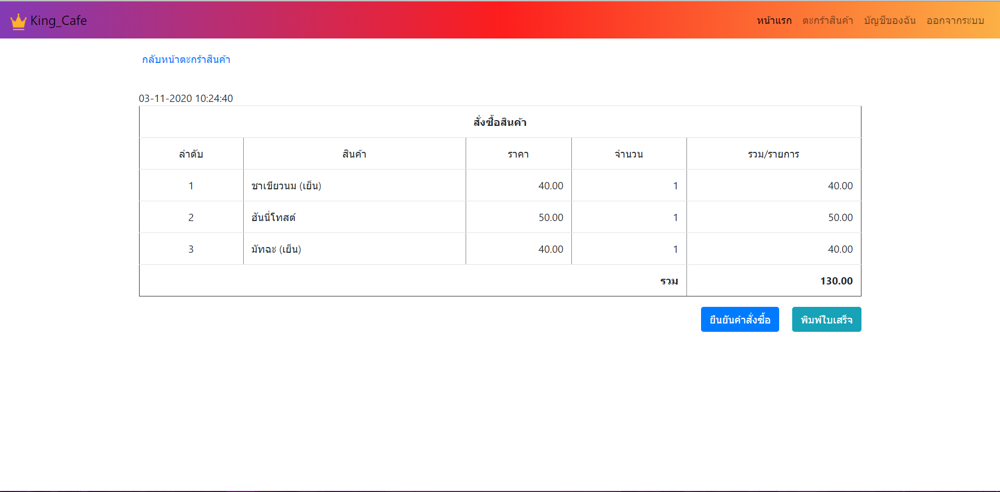 King_Cafe หน้าแรก ตะกร้าสินค้า บัญชีของฉัน ออกจากระบบ
กลับหน้าตะกร้าสินค้า
03-11-2020 10:24:40
สั่งซื้อสินค้า
ลำดับ สินค้า ราคา จำนวน รวม/รายการ
1 ชาเขียวนม (เย็น) 40.00 1 40.00
2 ฮันนี่โทสต์ 50.00 1 50.00
3 มัทฉะ (เย็น) 40.00 1 40.00
รวม 130.00
ยืนยันคำสั่งซื้อ พิมพ์ใบเสร็จ